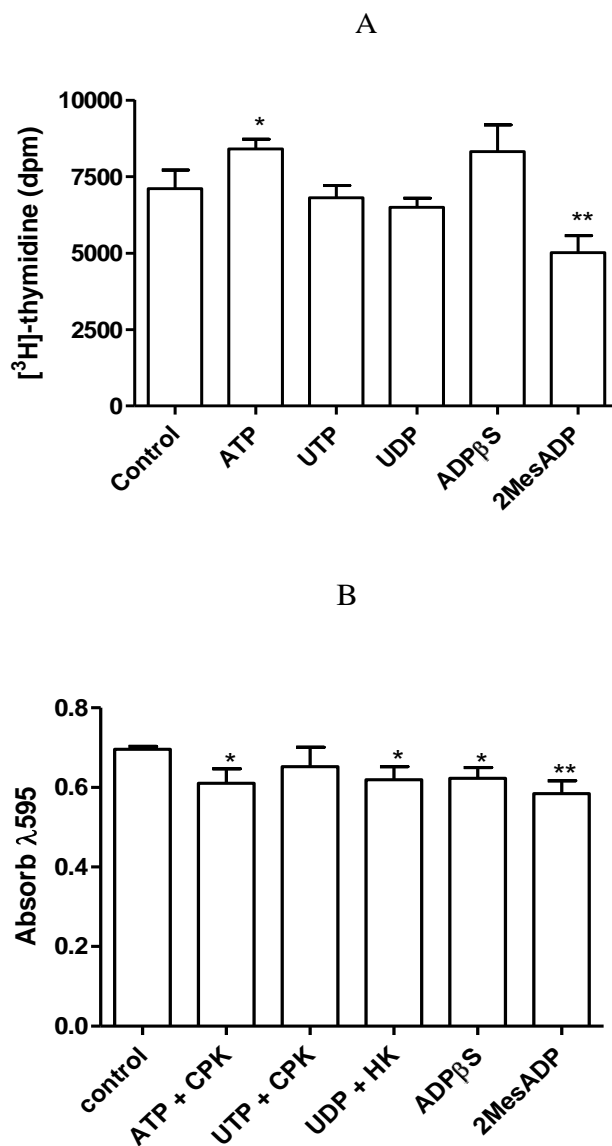 A
[³H]-thymidine (dpm)
10000
7500
5000
2500
0
*
**
Control
ATP
UTP
UDP
ADPβS
2MesADP
B
Absorb λ595
0.8
0.6
0.4
0.2
0.0
*
*
*
**
control
ATP + CPK
UTP + CPK
UDP + HK
ADPβS
2MesADP